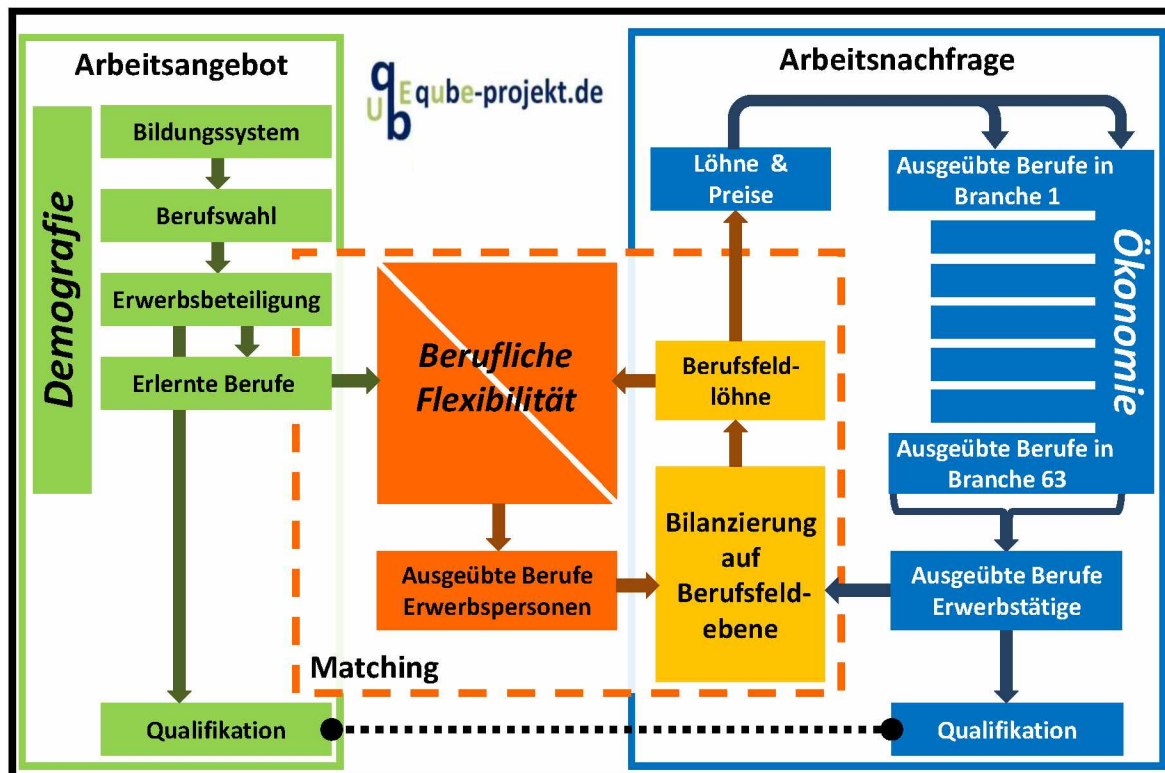 Arbeitsangebot
Demografie
Bildungssystem
Berufswahl
Erwerbsbeteiligung
Erlernte Berufe
Qualifikation
qUEb
qube-projekt.de
Berufliche
Flexibilität
Ausgeübte Berufe
Erwerbspersonen
Matching
Arbeitsnachfrage
Löhne &
Preise
Berufsfeld-
löhne
Bilanzierung
auf
Berufsfeld-
ebene
Ausgeübte Berufe in
Branche 1
Ökonomie
Ausgeübte Berufe in
Branche 63
Ausgeübte Berufe
Erwerbstätige
Qualifikation